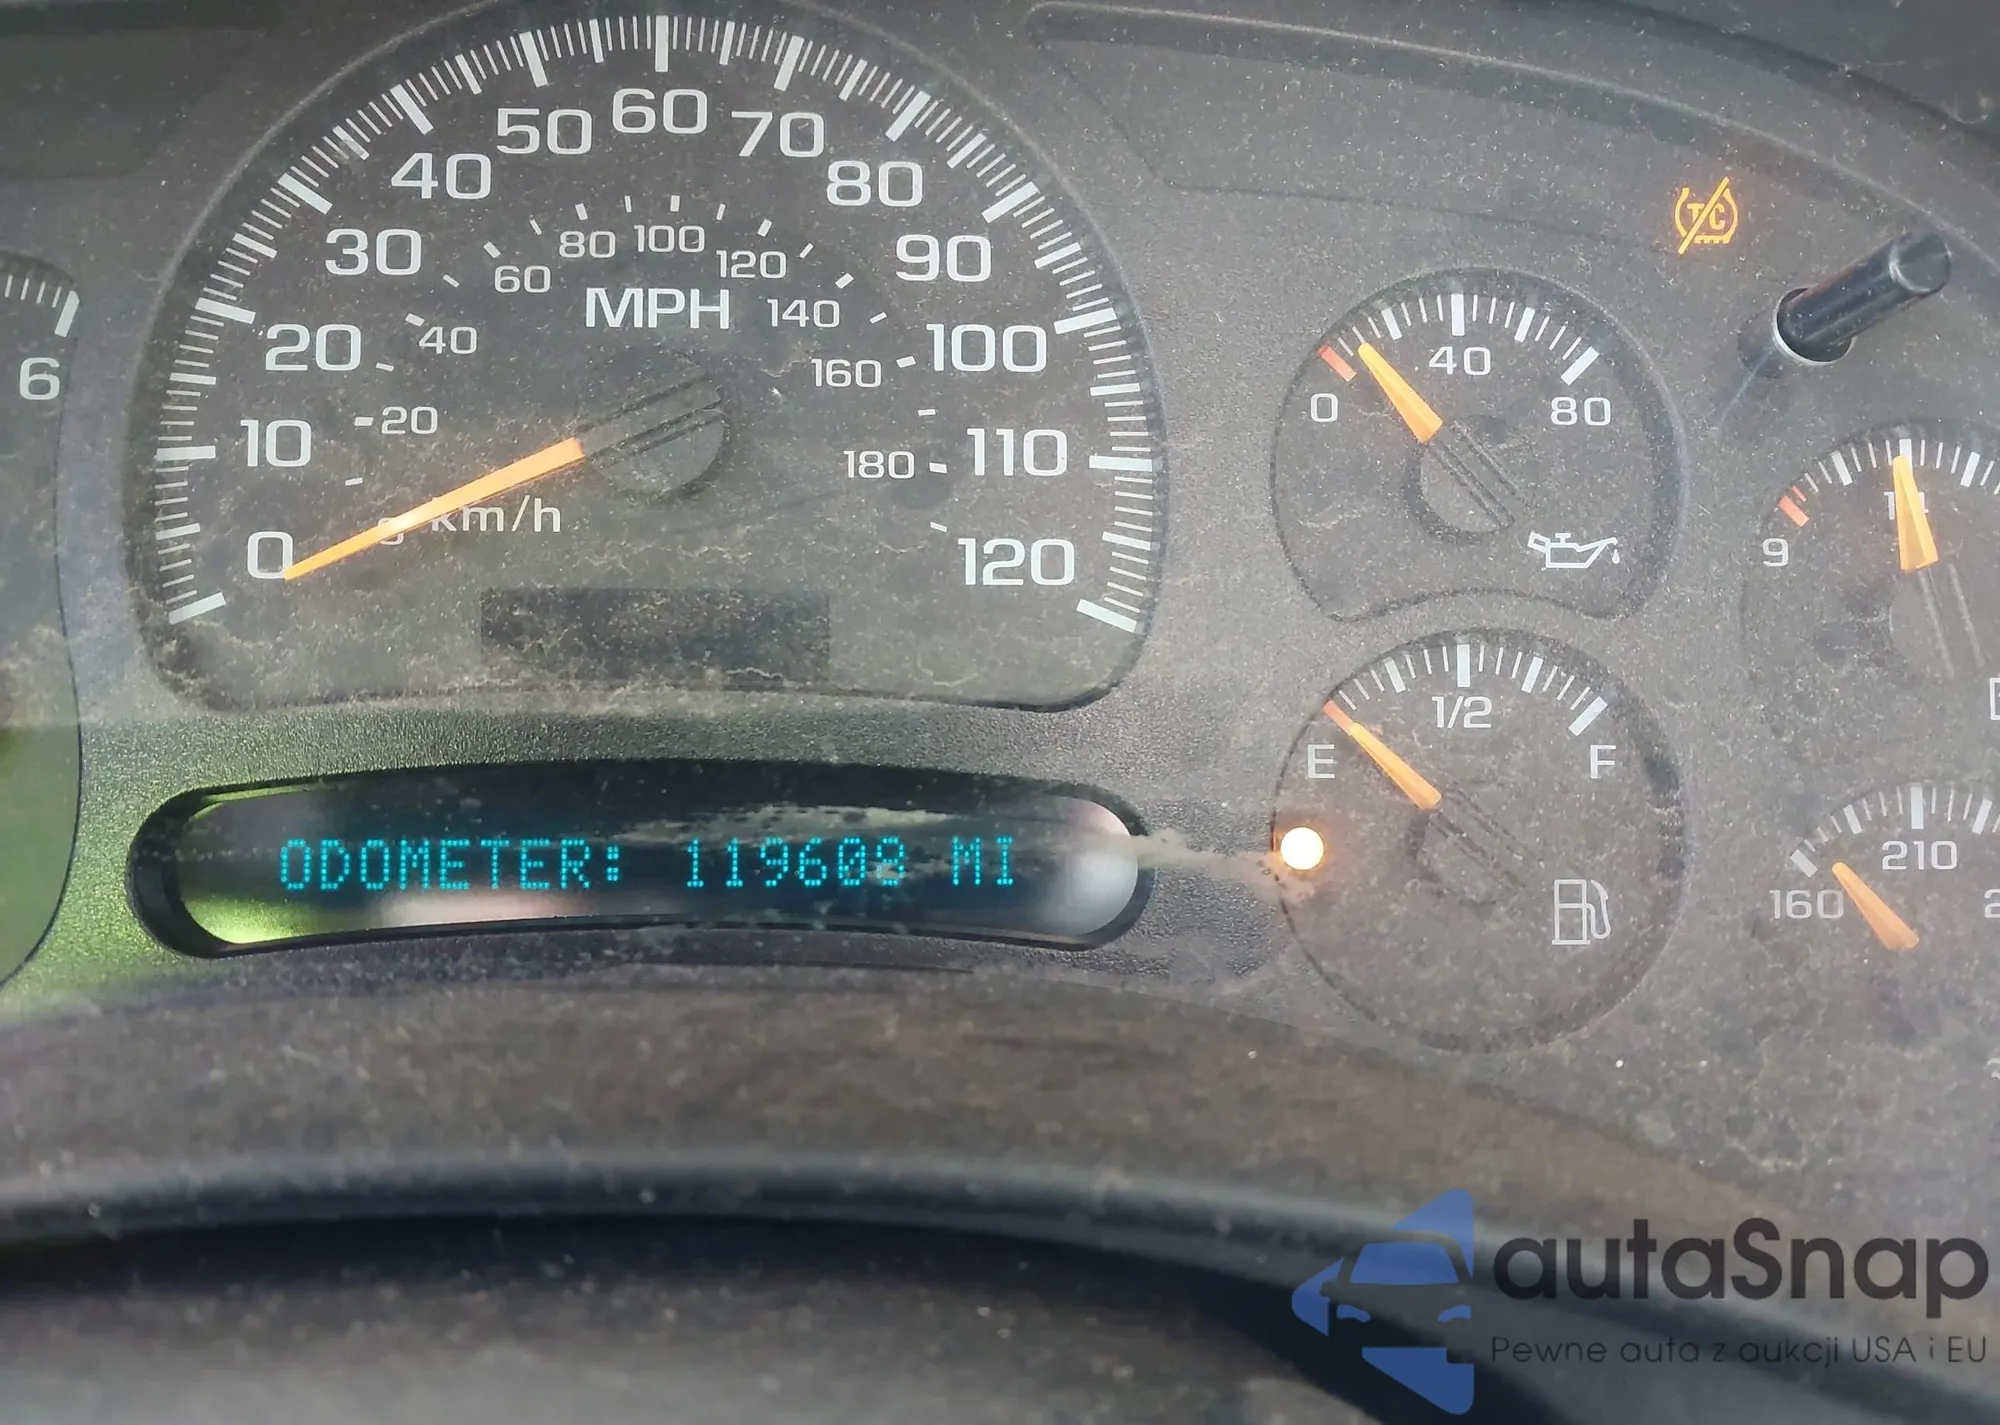 50 60 70
40 80
30 90
20 100
10 110
0 120
80 100 120
60 140
40 160
20 180
MPH
km/h
6
ODOMETER: 119608 MI
TC
0 40 80
E 1/2 F
9
160 210
autaSnap
Pewne auta z aukcji USA i EU